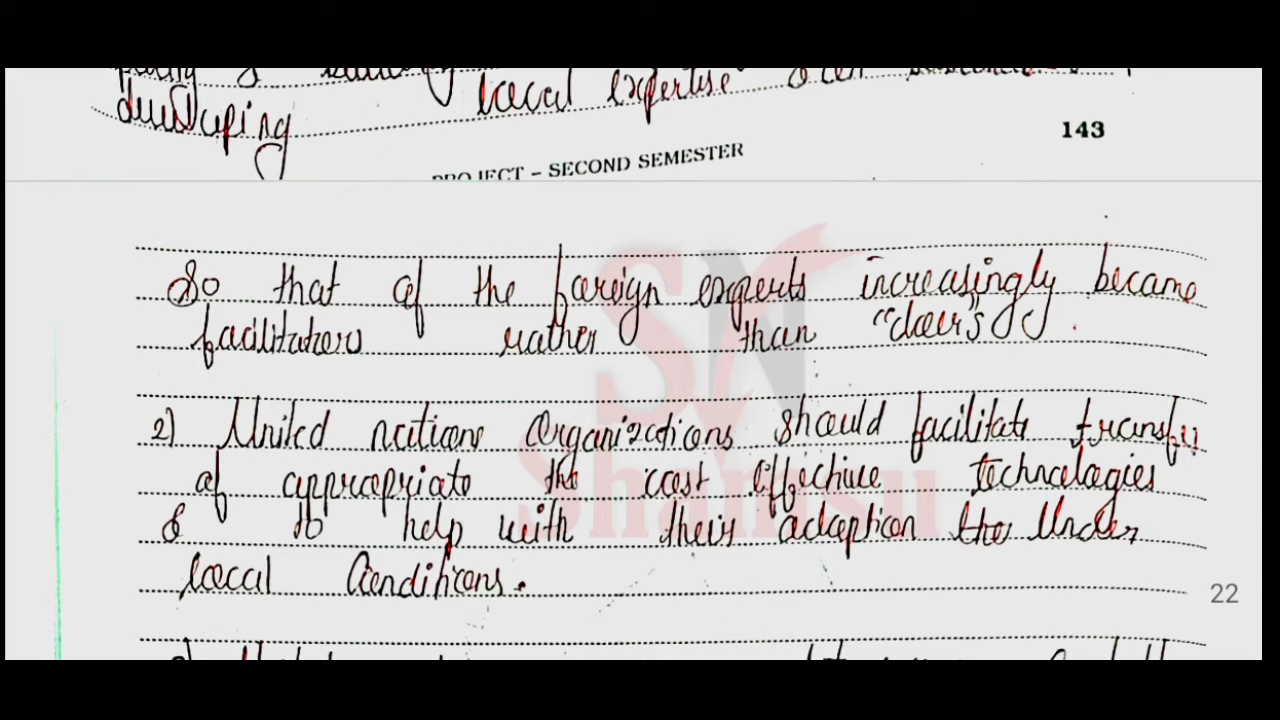 developing local expertise
143
PROJECT – SECOND SEMESTER
So that of the foreign experts increasingly became
facilitators rather than "doers".
2) United nations Organizations should facilitate transfer
of appropriate the cost effective technologies
& to help with their adaption the Under
local Conditions.
22
SN
Shamsu